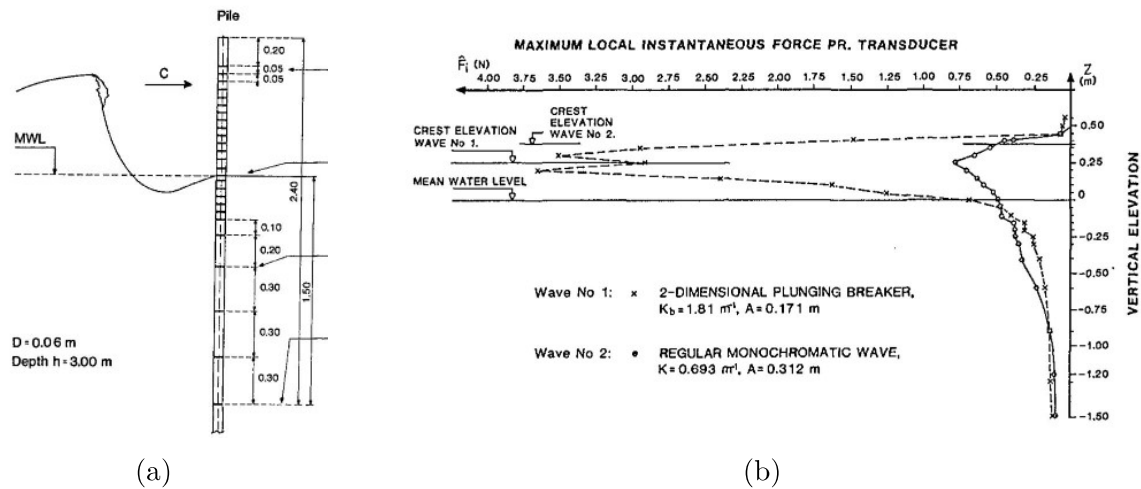 Pile
0.20
0.05
0.05
C
MWL
2.40
0.10
0.20
1.50
0.30
0.30
0.30
D=0.06 m
Depth h=3.00 m
(a)
MAXIMUM LOCAL INSTANTANEOUS FORCE PR. TRANSDUCER
F̂i (N) 4.00 3.75 3.50 3.25 3.00 2.75 2.50 2.25 2.00 1.75 1.50 1.25 1.00 0.75 0.50 0.25
Z
(m)
CREST
ELEVATION
WAVE No 2.
CREST ELEVATION
WAVE No 1.
MEAN WATER LEVEL
0.50
0.25
0
-0.25
-0.50
-0.75
-0.90
-1.20
-1.50
VERTICAL ELEVATION
Wave No 1: x 2-DIMENSIONAL PLUNGING BREAKER,
Kb=1.81 m⁻¹, A=0.171 m
Wave No 2: o REGULAR MONOCHROMATIC WAVE,
K=0.693 m⁻¹, A=0.312 m
(b)